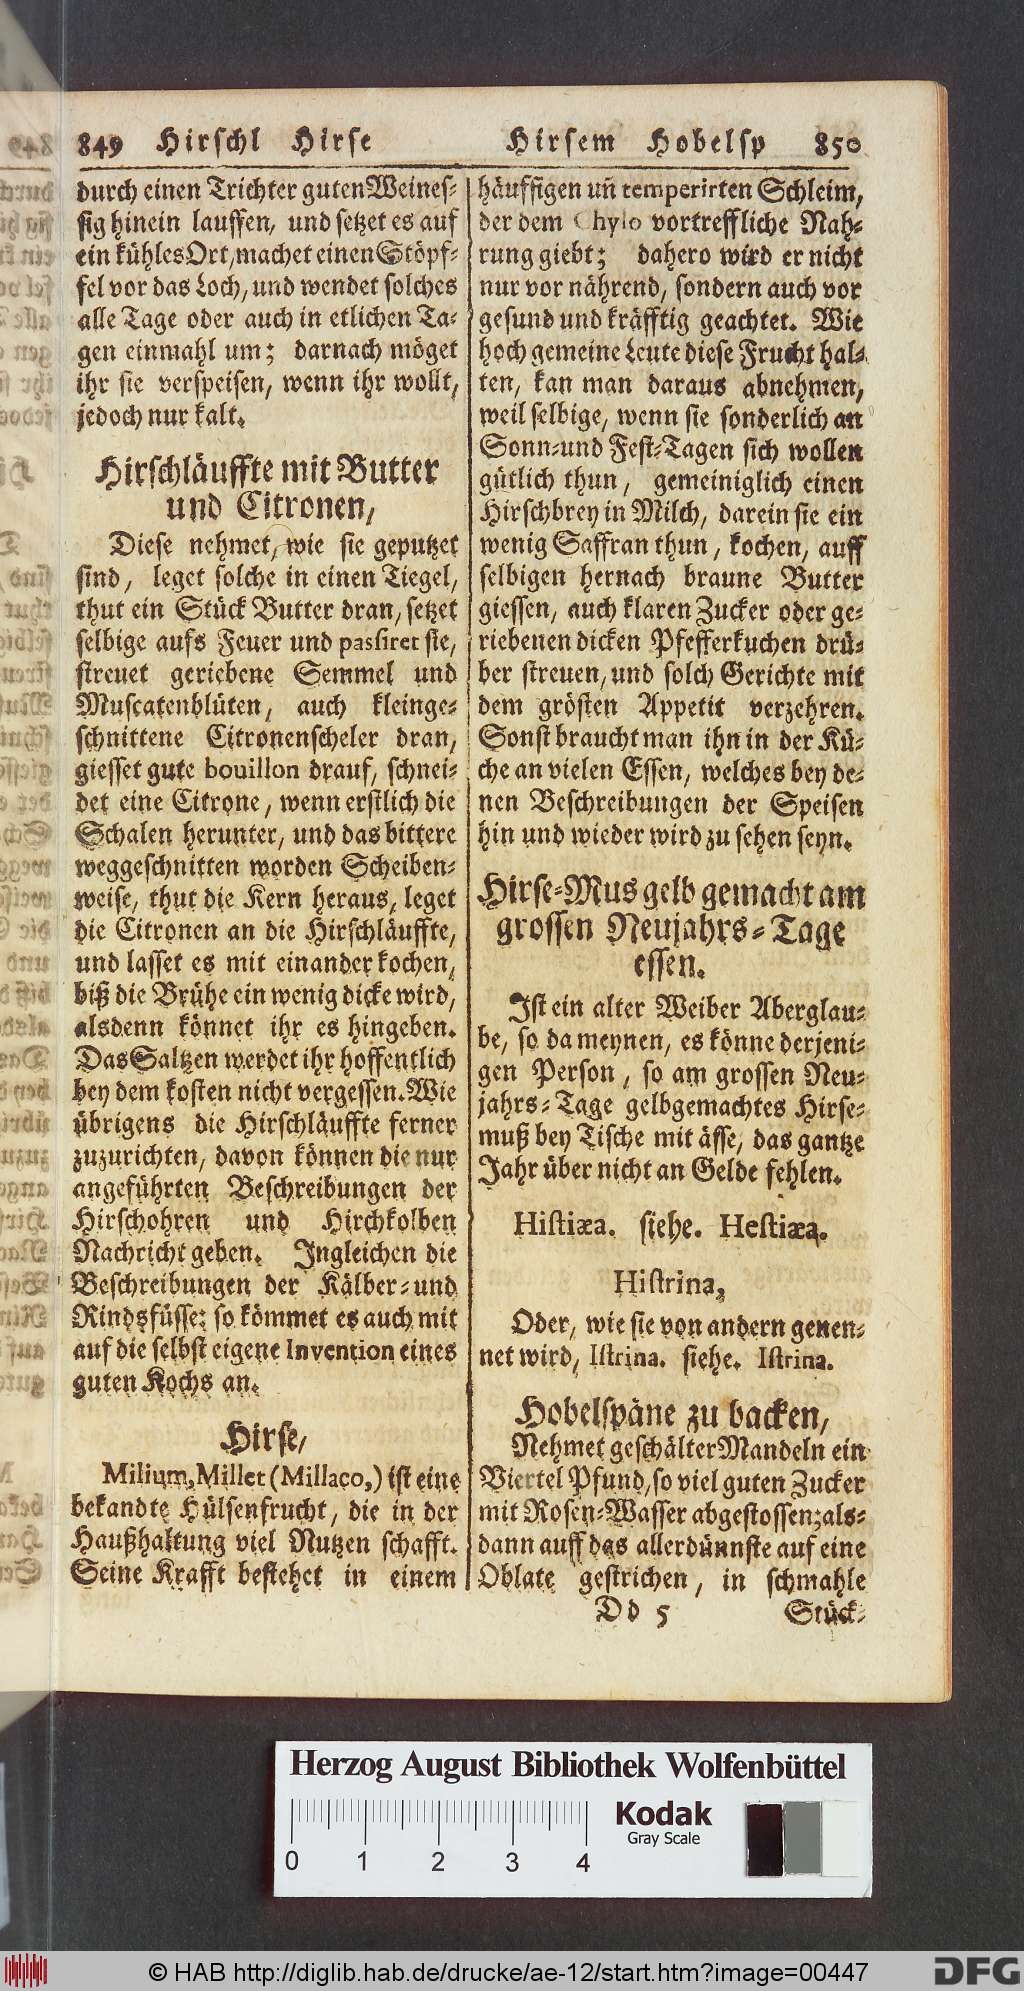 849 Hirschl Hirse
durch einen Trichter guten Weines-
sig hinein lauffen, und setzet es auf
ein kühles Ort, machet einen Stöpf-
fel vor das Loch, und wendet solches
alle Tage oder auch in etlichen Ta-
gen einmahl um; darnach möget
ihr sie verspeisen, wenn ihr wollt,
jedoch nur kalt.
Hirschläuffte mit Butter
und Citronen,
Diese nehmet, wie sie geputzet
sind, leget solche in einen Tiegel,
thut ein Stück Butter dran, setzet
selbige aufs Feuer und passiret sie,
streuet geriebene Semmel und
Muscatenblüten, auch kleinge-
schnittene Citronenscheler dran,
giesset gute bouillon drauf, schnei-
det eine Citrone, wenn erstlich die
Schalen herunter, und das bittere
weggeschnitten worden Scheiben-
weise, thut die Kern heraus, leget
die Citronen an die Hirschläuffte,
und lasset es mit einander kochen,
biß die Brühe ein wenig dicke wird,
alsdenn könnet ihr es hingeben.
Das Saltzen werdet ihr hoffentlich
bey dem kosten nicht vergessen. Wie
übrigens die Hirschläuffte ferner
zuzurichten, davon können die nur
angeführten Beschreibungen der
Hirschohren und Hirchkolben
Nachricht geben. Ingleichen die
Beschreibungen der Kälber- und
Rindsfüsse; so kömmet es auch mit
auf die selbst eigene Invention eines
guten Kochs an.
Hirse,
Milium, Millet (Millaco,) ist eine
bekandte Hülsenfrucht, die in der
Haußhaltung viel Nutzen schafft.
Seine Krafft bestehet in einem
Hirsem Hobelsp 850
häuffigen uñ temperirten Schleim,
der dem Chylo vortreffliche Nah-
rung giebt; dahero wird er nicht
nur vor nährend, sondern auch vor
gesund und kräfftig geachtet. Wie
hoch gemeine Leute diese Frucht hal-
ten, kan man daraus abnehmen,
weil selbige, wenn sie sonderlich an
Sonn- und Fest-Tagen sich wollen
gütlich thun, gemeiniglich einen
Hirschbrey in Milch, darein sie ein
wenig Saffran thun, kochen, auff
selbigen hernach braune Butter
giessen, auch klaren Zucker oder ge-
riebenen dicken Pfefferkuchen drü-
ber streuen, und solch Gerichte mit
dem grösten Appetit verzehren.
Sonst braucht man ihn in der Kü-
che an vielen Essen, welches bey de-
nen Beschreibungen der Speisen
hin und wieder wird zu sehen seyn.
Hirse-Mus gelb gemacht am
grossen Neujahrs-Tage
essen.
Ist ein alter Weiber Aberglau-
be, so da meynen, es könne derjeni-
gen Person, so am grossen Neu-
jahrs-Tage gelbgemachtes Hirse-
muß bey Tische mit ässe, das gantze
Jahr über nicht an Gelde fehlen.
Histiæa. siehe. Hestiæa.
Histrina,
Oder, wie sie von andern genen-
net wird, Istrina. siehe. Istrina.
Hobelspäne zu backen,
Nehmet geschälter Mandeln ein
Viertel Pfund, so viel guten Zucker
mit Rosen-Wasser abgestossen; als-
dann auff das allerdünnste auf eine
Oblate gestrichen, in schmahle
Dd 5 Stück-
Herzog August Bibliothek Wolfenbüttel
0 1 2 3 4
Kodak
Gray Scale
© HAB http://diglib.hab.de/drucke/ae-12/start.htm?image=00447
DFG